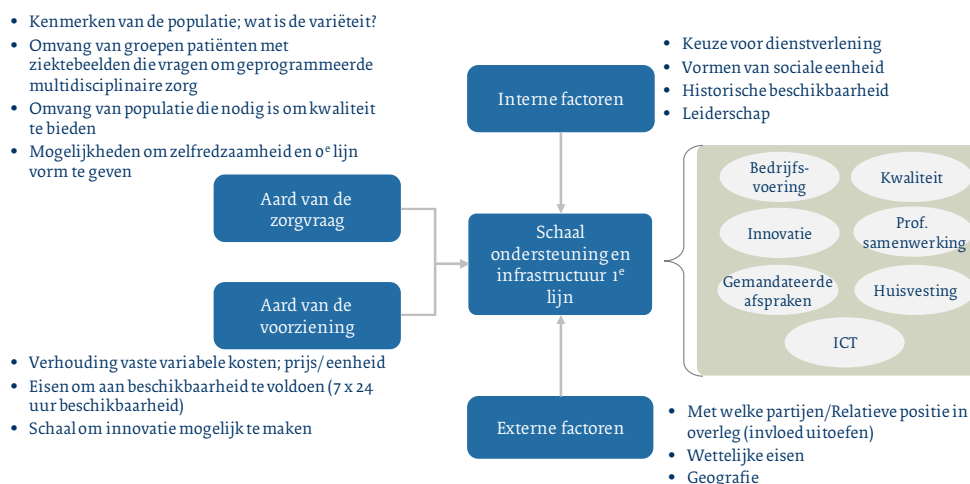 • Kenmerken van de populatie; wat is de variëteit?
• Omvang van groepen patiënten met
ziektebeelden die vragen om geprogrammeerde
multidisciplinaire zorg
• Omvang van populatie die nodig is om kwaliteit
te bieden
• Mogelijkheden om zelfredzaamheid en 0e lijn
vorm te geven
Interne factoren
• Keuze voor dienstverlening
• Vormen van sociale eenheid
• Historische beschikbaarheid
• Leiderschap
Aard van de
zorgvraag
Aard van de
voorziening
Schaal
ondersteuning en
infrastructuur 1e
lijn
Bedrijfs-
voering
Kwaliteit
Innovatie
Prof.
samenwerking
Gemandateerde
afspraken
Huisvesting
ICT
• Verhouding vaste variabele kosten; prijs/eenheid
• Eisen om aan beschikbaarheid te voldoen (7 x 24
uur beschikbaarheid)
• Schaal om innovatie mogelijk te maken
Externe factoren
• Met welke partijen/Relatieve positie in
overleg (invloed uitoefen)
• Wettelijke eisen
• Geografie